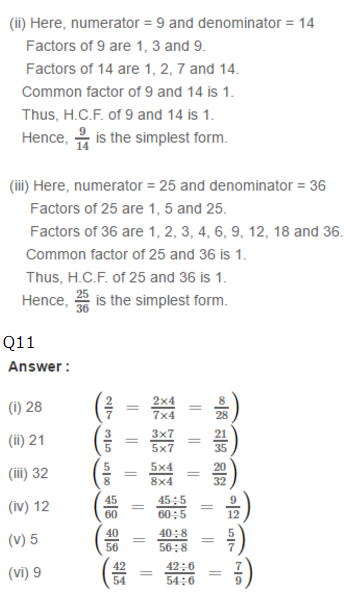 (ii) Here, numerator = 9 and denominator = 14
Factors of 9 are 1, 3 and 9.
Factors of 14 are 1, 2, 7 and 14.
Common factor of 9 and 14 is 1.
Thus, H.C.F. of 9 and 14 is 1.
Hence, 9/14 is the simplest form.
(iii) Here, numerator = 25 and denominator = 36
Factors of 25 are 1, 5 and 25.
Factors of 36 are 1, 2, 3, 4, 6, 9, 12, 18 and 36.
Common factor of 25 and 36 is 1.
Thus, H.C.F. of 25 and 36 is 1.
Hence, 25/36 is the simplest form.
Q11
Answer :
(i) 28 (2/7 = 2×4/7×4 = 8/28)
(ii) 21 (3/5 = 3×7/5×7 = 21/35)
(iii) 32 (5/8 = 5×4/8×4 = 20/32)
(iv) 12 (45/60 = 45÷5/60÷5 = 9/12)
(v) 5 (40/56 = 40÷8/56÷8 = 5/7)
(vi) 9 (42/54 = 42÷6/54÷6 = 7/9)